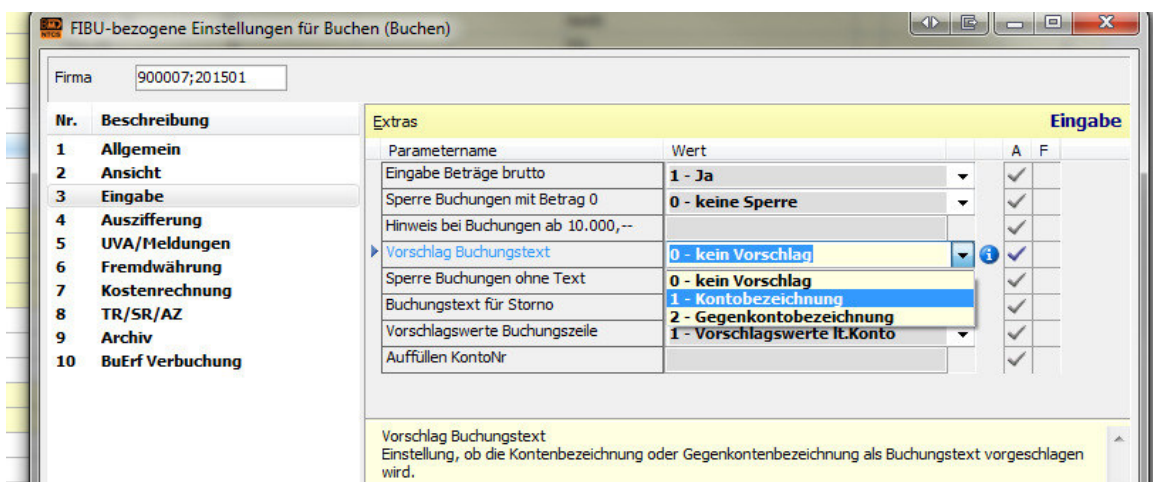 BMD NTCS FIBU-bezogene Einstellungen für Buchen (Buchen)
Firma 900007;201501
Nr. Beschreibung
1 Allgemein
2 Ansicht
3 Eingabe
4 Auszifferung
5 UVA/Meldungen
6 Fremdwährung
7 Kostenrechnung
8 TR/SR/AZ
9 Archiv
10 BuErf Verbuchung
Extras Eingabe
Parametername Wert A F
Eingabe Beträge brutto 1 - Ja
Sperre Buchungen mit Betrag 0 0 - keine Sperre
Hinweis bei Buchungen ab 10.000,--
Vorschlag Buchungstext 0 - kein Vorschlag
Sperre Buchungen ohne Text 0 - kein Vorschlag
1 - Kontobezeichnung
Buchungstext für Storno 2 - Gegenkontobezeichnung
Vorschlagswerte Buchungszeile 1 - Vorschlagswerte lt.Konto
Auffüllen KontoNr
Vorschlag Buchungstext
Einstellung, ob die Kontenbezeichnung oder Gegenkontenbezeichnung als Buchungstext vorgeschlagen
wird.